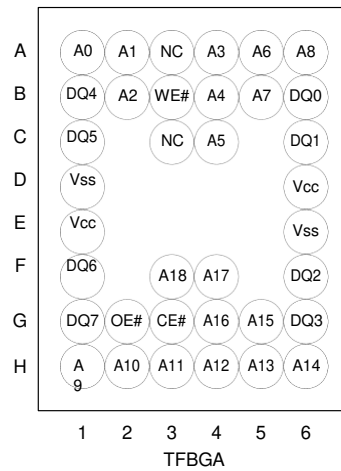 A A0 A1 NC A3 A6 A8
B DQ4 A2 WE# A4 A7 DQ0
C DQ5 NC A5 DQ1
D Vss Vcc
E Vcc Vss
F DQ6 A18 A17 DQ2
G DQ7 OE# CE# A16 A15 DQ3
H A9 A10 A11 A12 A13 A14
1 2 3 4 5 6
TFBGA